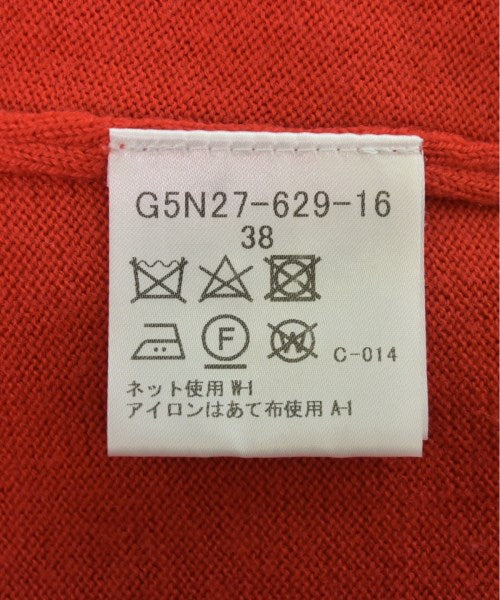 G5N27-629-16
38
F W C-014
ネット使用 W-1
アイロンはあて布使用 A-1